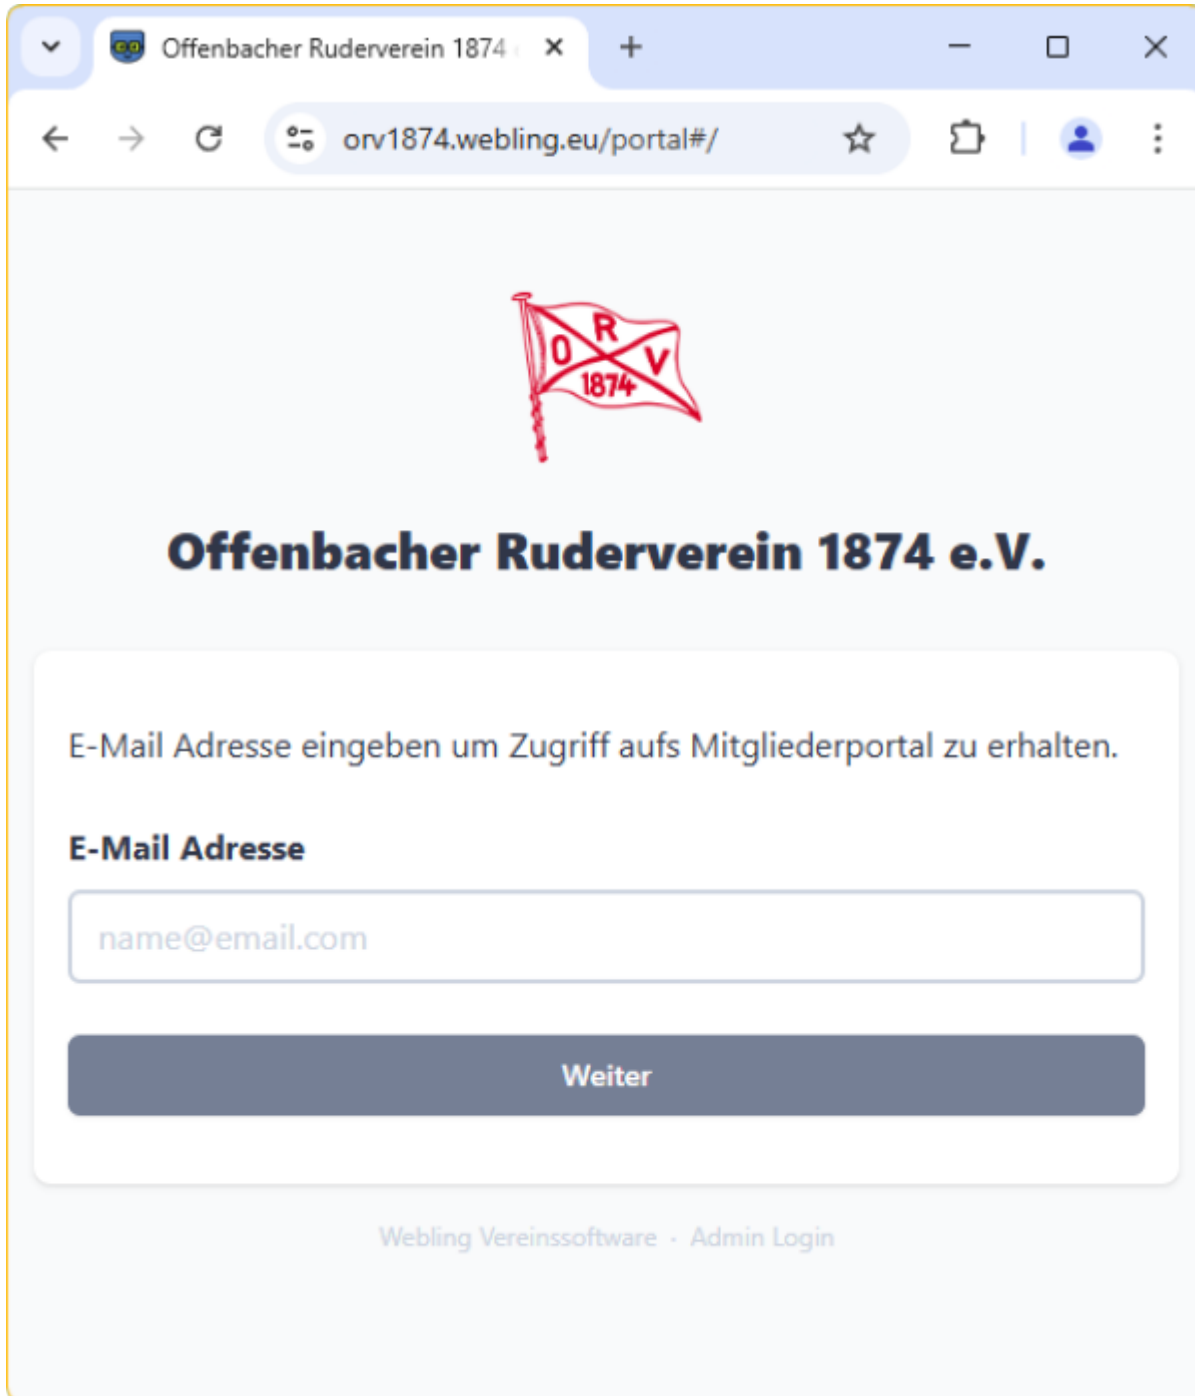 Offenbacher Ruderverein 1874
orv1874.webling.eu/portal#/
O R V
1874
Offenbacher Ruderverein 1874 e.V.
E-Mail Adresse eingeben um Zugriff aufs Mitgliederportal zu erhalten.
E-Mail Adresse
name@email.com
Weiter
Webling Vereinssoftware · Admin Login